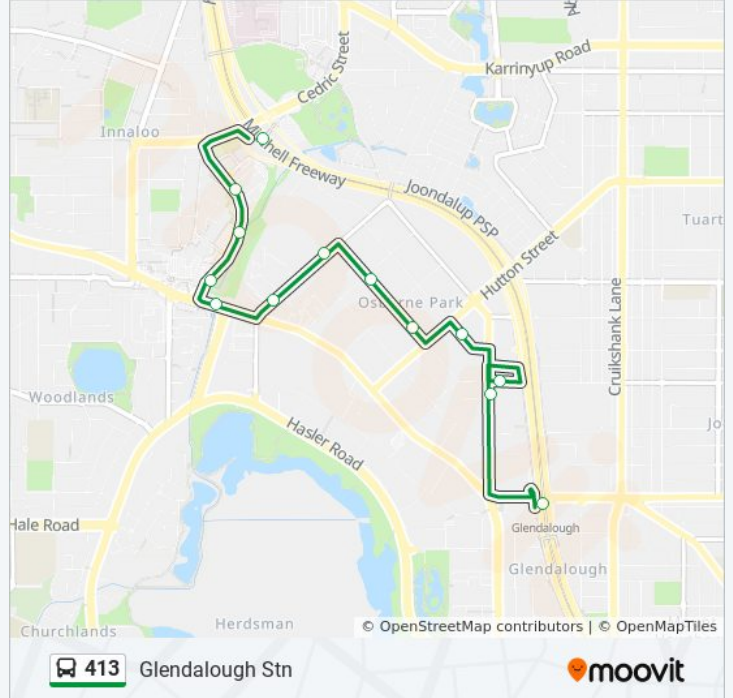 Cedric Street
Karrinyup Road
Innaloo
Mitchell Freeway
Joondalup PSP
Tuart
Hutton Street
Osborne Park
Cruikshank Lane
Woodlands
Jo
Hasler Road
Hale Road
Glendalough
Glendalough
Herdsman
Churchlands
© OpenStreetMap contributors | © OpenMapTiles
413 Glendalough Stn
moovit